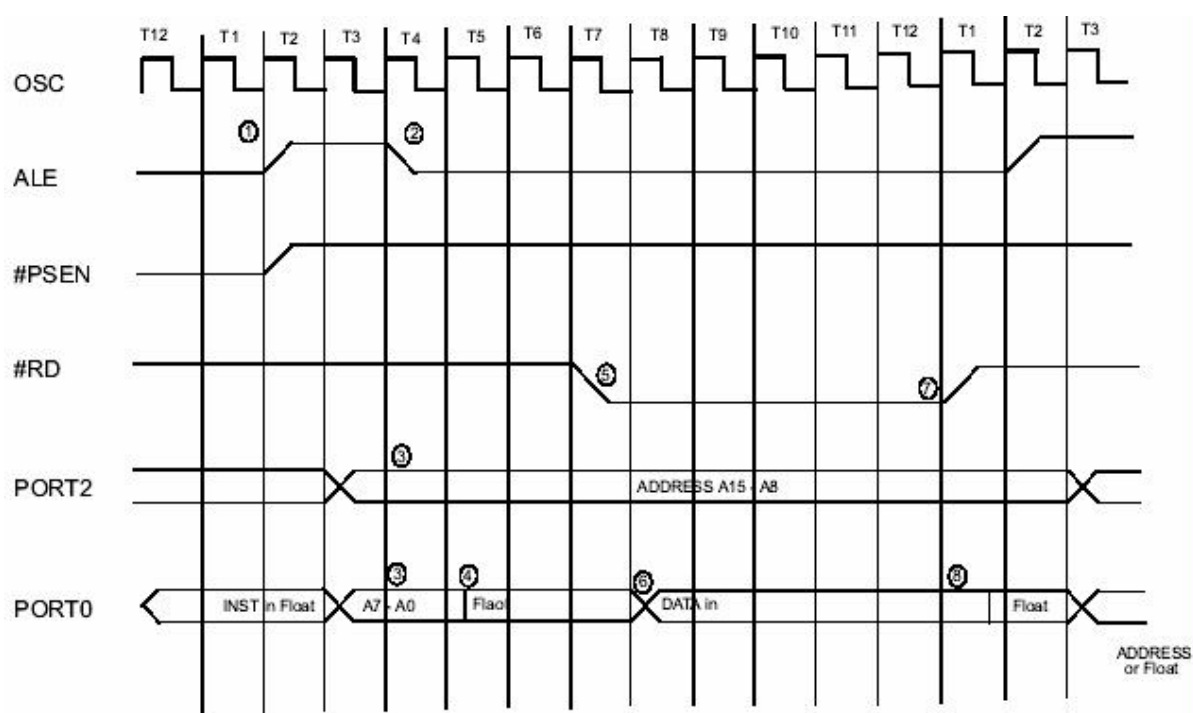 T12 T1 T2 T3 T4 T5 T6 T7 T8 T9 T10 T11 T12 T1 T2 T3
OSC
1 2
ALE
#PSEN
#RD
5 7
3
PORT2
ADDRESS A15 - A8
3 4 6 8
PORT0
INST in Float A7 - A0 Flaot DATA in Float
ADDRESS
or Float